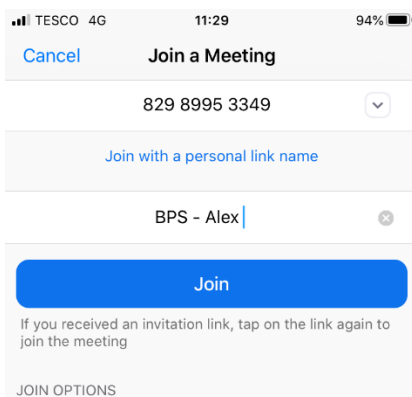 TESCO 4G 11:29 94%
Cancel Join a Meeting
829 8995 3349
Join with a personal link name
BPS - Alex
Join
If you received an invitation link, tap on the link again to
join the meeting
JOIN OPTIONS